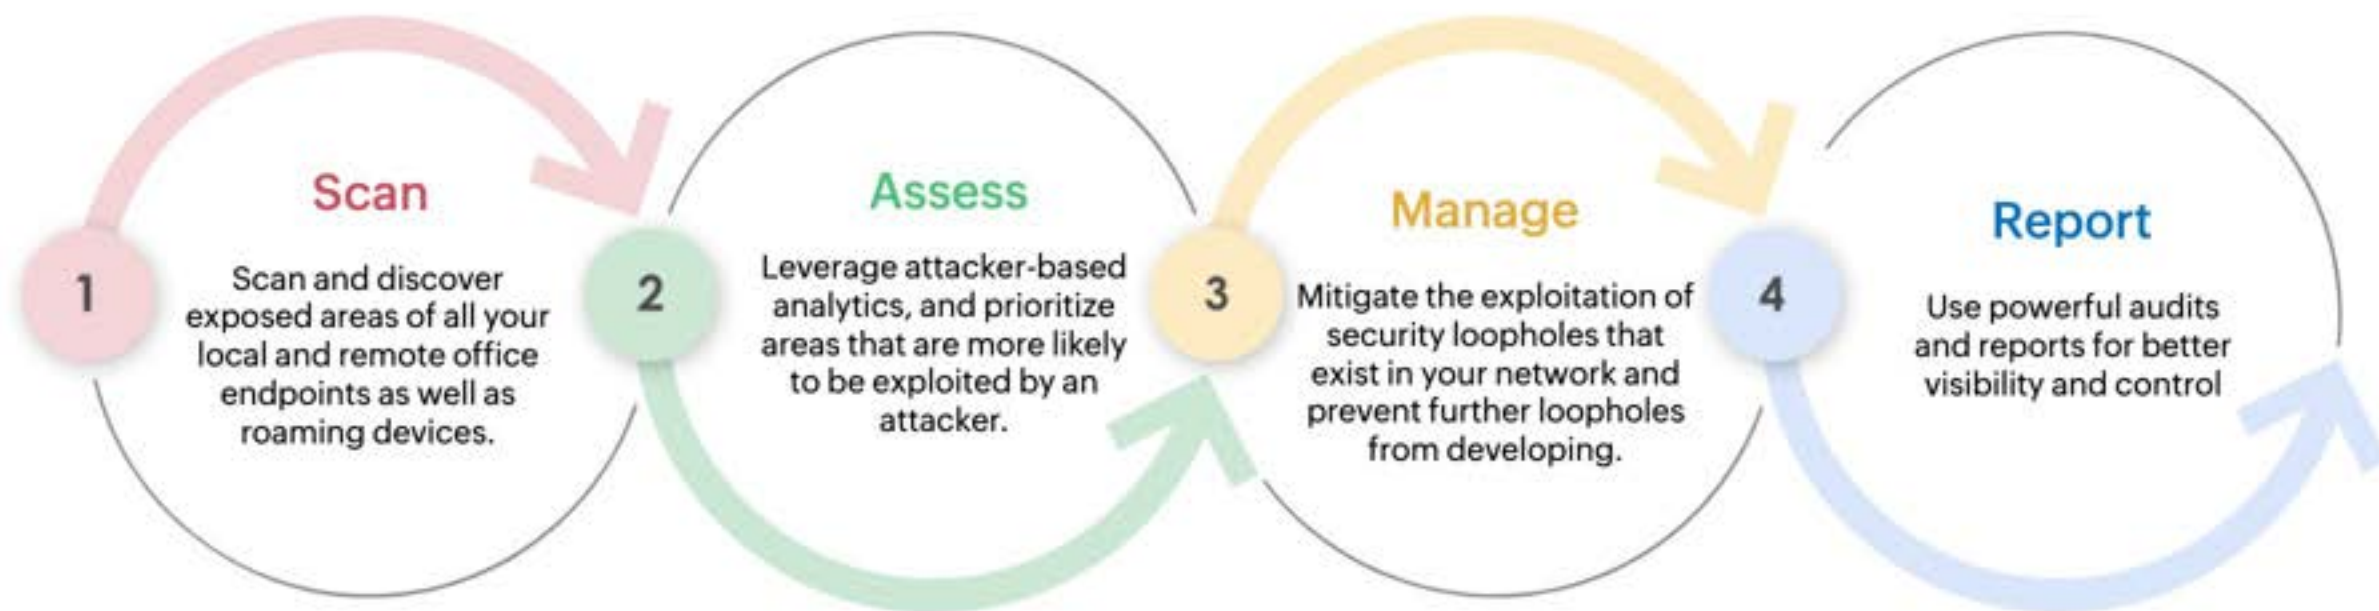 1
Scan
Scan and discover
exposed areas of all your
local and remote office
endpoints as well as
roaming devices.
2
Assess
Leverage attacker-based
analytics, and prioritize
areas that are more likely
to be exploited by an
attacker.
3
Manage
Mitigate the exploitation of
security loopholes that
exist in your network and
prevent further loopholes
from developing.
4
Report
Use powerful audits
and reports for better
visibility and control